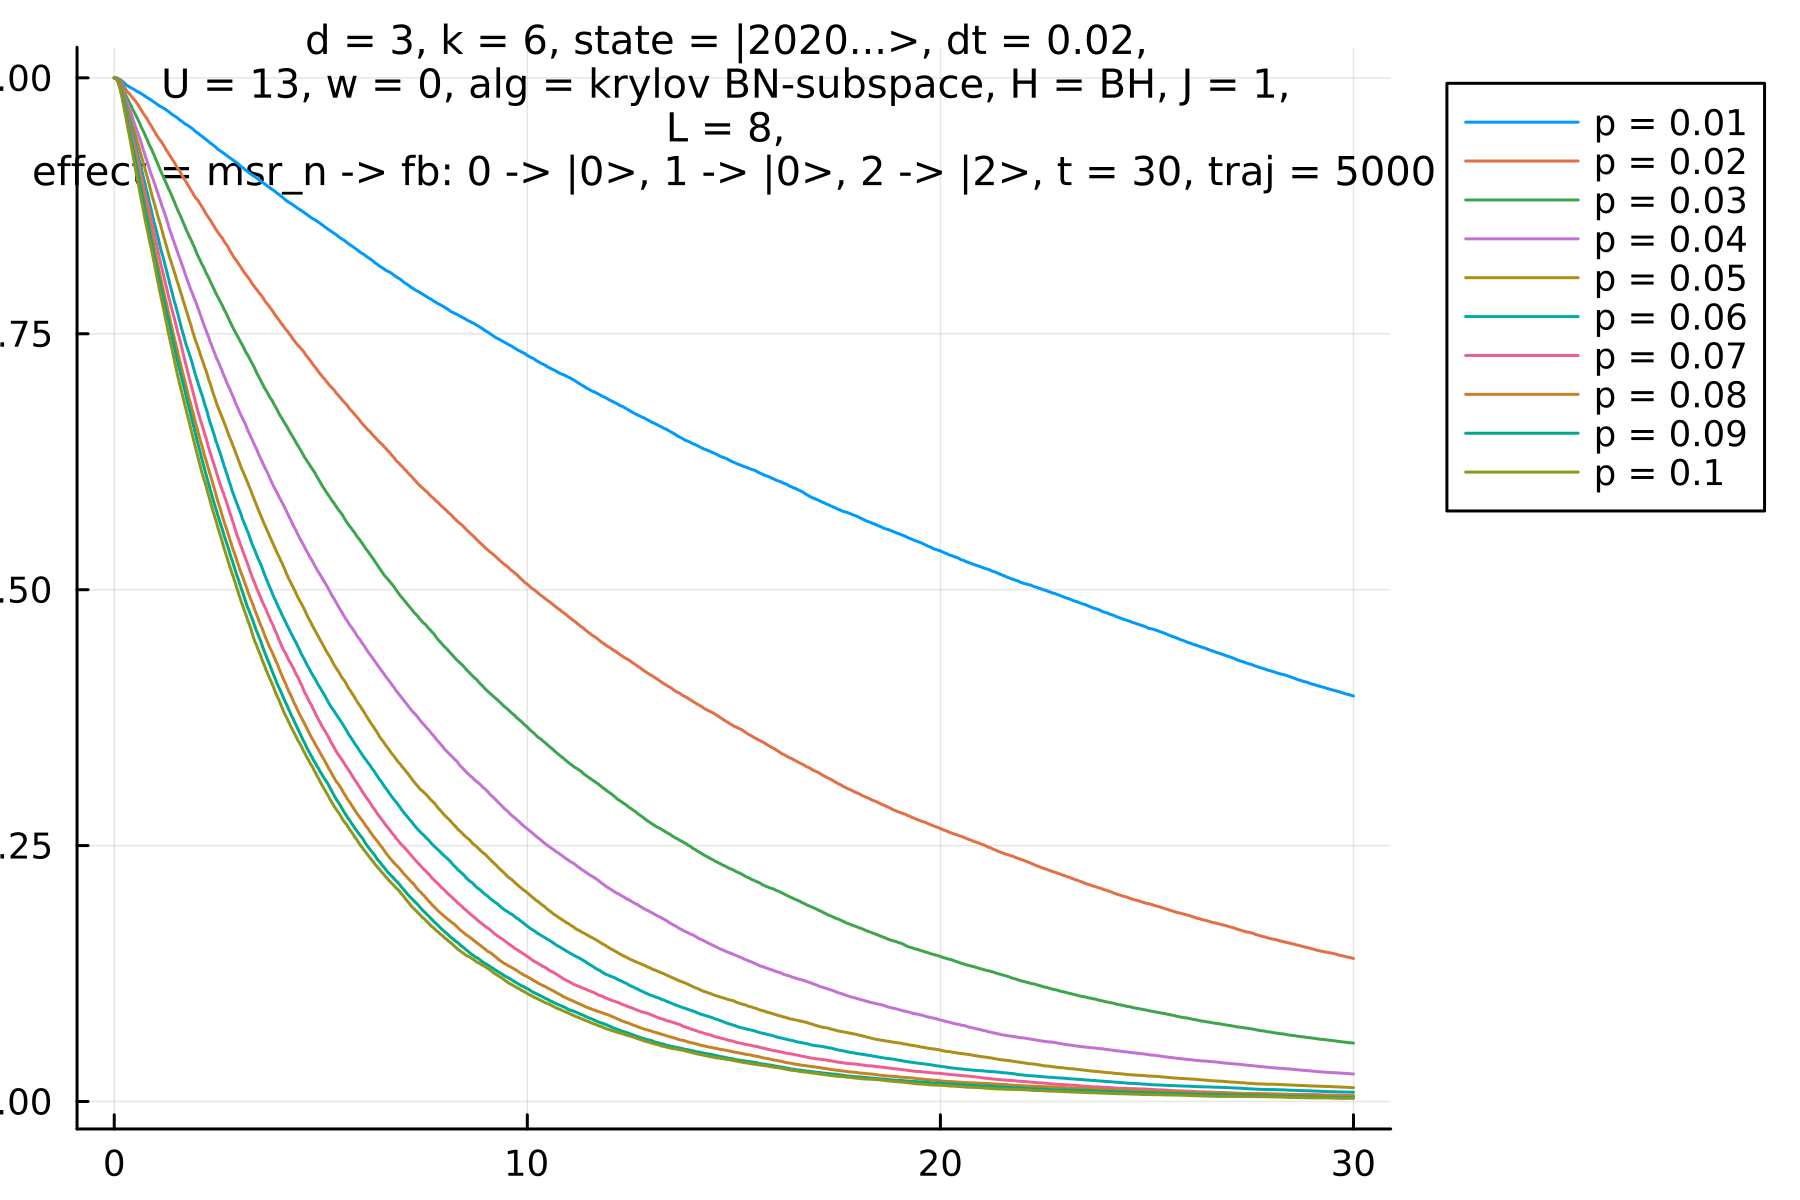 d = 3, k = 6, state = |2020...>, dt = 0.02,
U = 13, w = 0, alg = krylov BN-subspace, H = BH, J = 1,
L = 8,
effect = msr_n -> fb: 0 -> |0>, 1 -> |0>, 2 -> |2>, t = 30, traj = 5000
.00
.75
.50
.25
.00
0 10 20 30
p = 0.01
p = 0.02
p = 0.03
p = 0.04
p = 0.05
p = 0.06
p = 0.07
p = 0.08
p = 0.09
p = 0.1